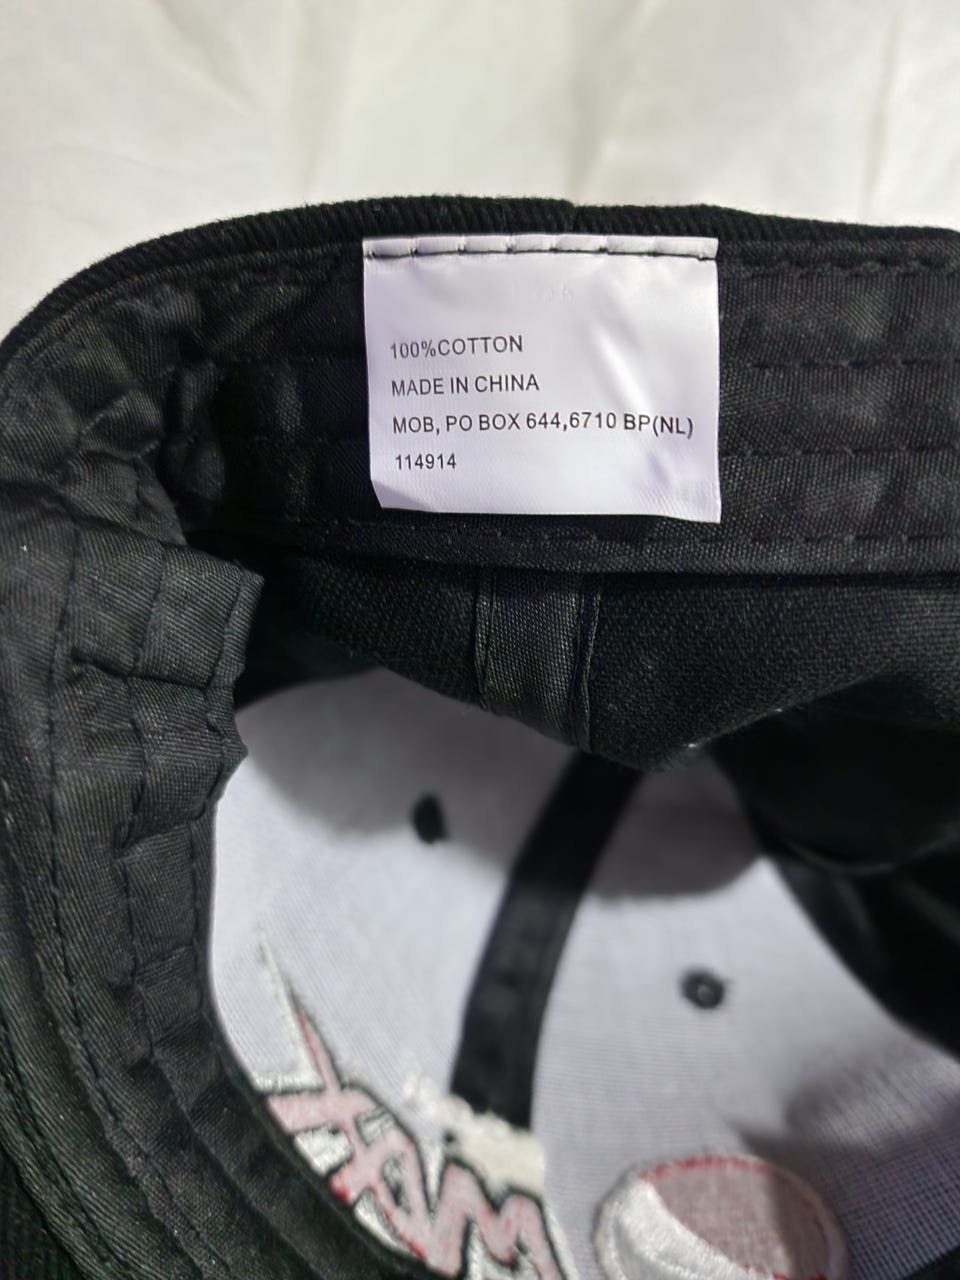 100%COTTON
MADE IN CHINA
MOB, PO BOX 644,6710 BP(NL)
114914